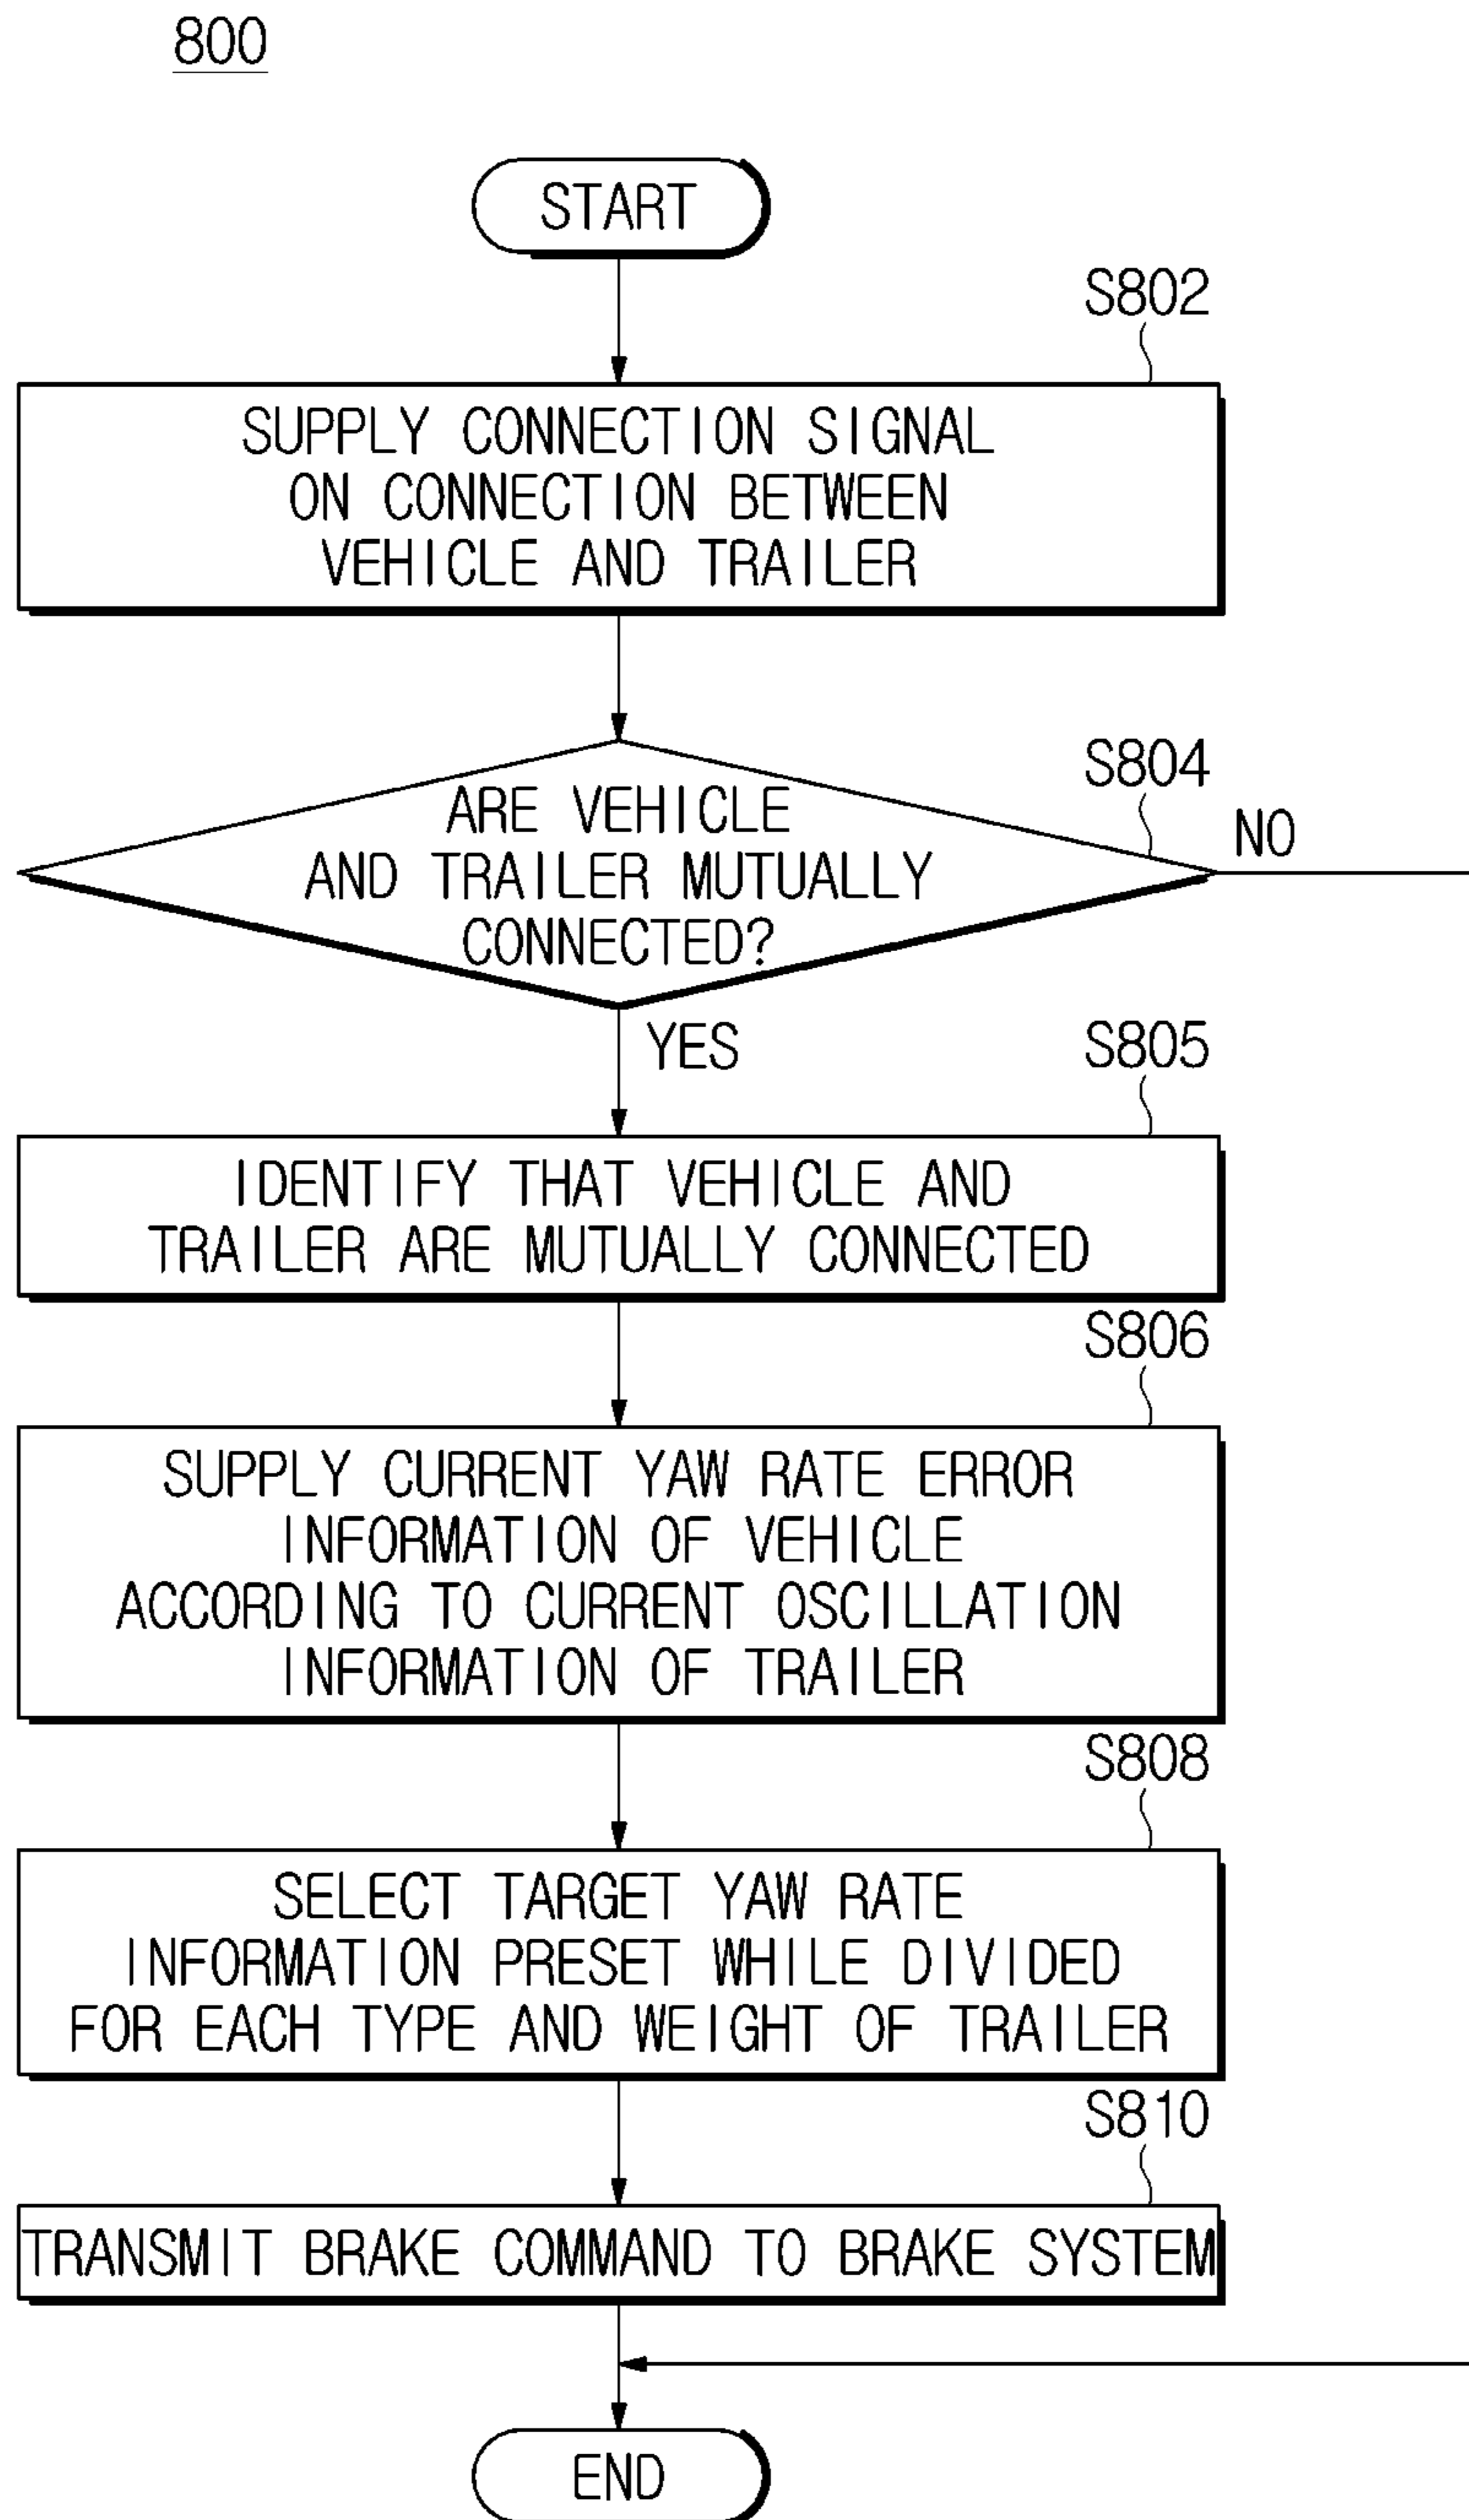 800
START
S802
SUPPLY CONNECTION SIGNAL
ON CONNECTION BETWEEN
VEHICLE AND TRAILER
S804
ARE VEHICLE
AND TRAILER MUTUALLY
CONNECTED?
NO
YES
S805
IDENTIFY THAT VEHICLE AND
TRAILER ARE MUTUALLY CONNECTED
S806
SUPPLY CURRENT YAW RATE ERROR
INFORMATION OF VEHICLE
ACCORDING TO CURRENT OSCILLATION
INFORMATION OF TRAILER
S808
SELECT TARGET YAW RATE
INFORMATION PRESET WHILE DIVIDED
FOR EACH TYPE AND WEIGHT OF TRAILER
S810
TRANSMIT BRAKE COMMAND TO BRAKE SYSTEM
END